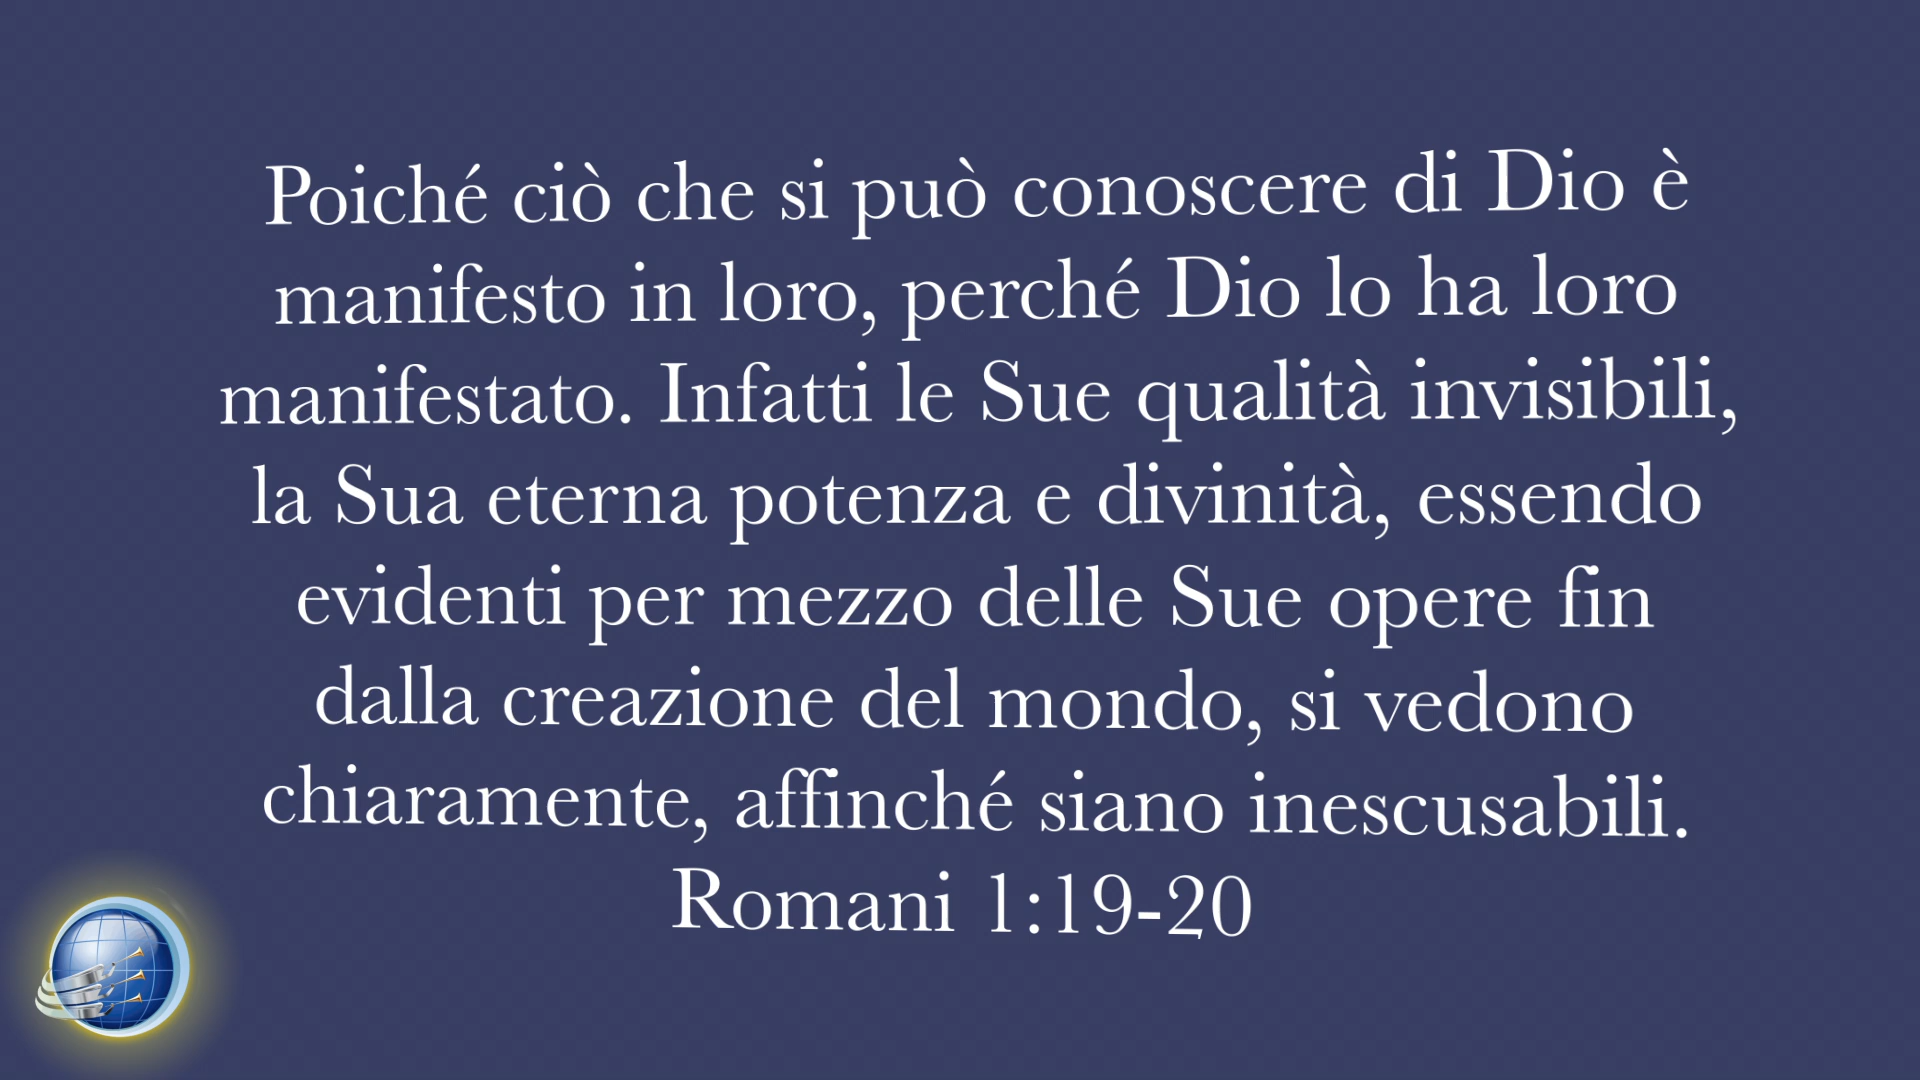 Poiché ciò che si può conoscere di Dio è
manifesto in loro, perché Dio lo ha loro
manifestato. Infatti le Sue qualità invisibili,
la Sua eterna potenza e divinità, essendo
evidenti per mezzo delle Sue opere fin
dalla creazione del mondo, si vedono
chiaramente, affinché siano inescusabili.
Romani 1:19-20